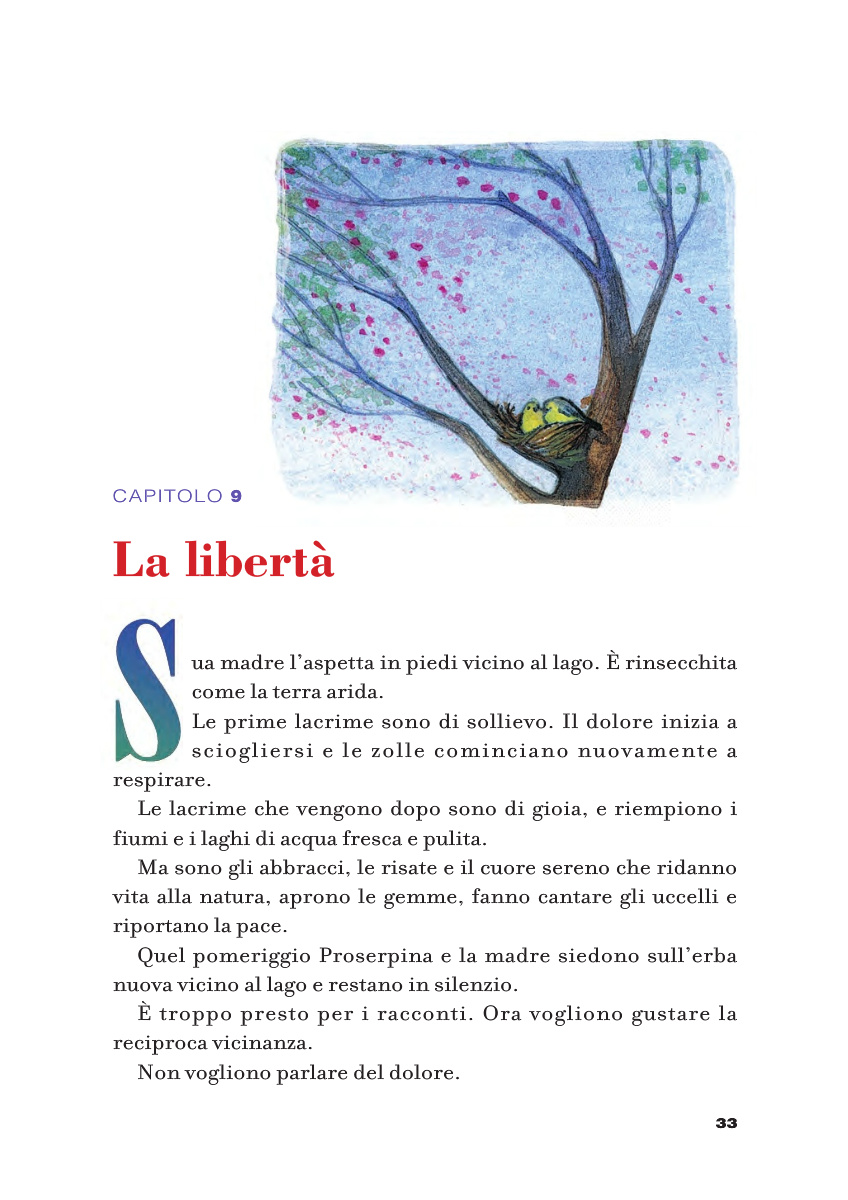 CAPITOLO 9
La libertà
Sua madre l'aspetta in piedi vicino al lago. È rinsecchita
come la terra arida.
Le prime lacrime sono di sollievo. Il dolore inizia a
sciogliersi e le zolle cominciano nuovamente a
respirare.
Le lacrime che vengono dopo sono di gioia, e riempiono i
fiumi e i laghi di acqua fresca e pulita.
Ma sono gli abbracci, le risate e il cuore sereno che ridanno
vita alla natura, aprono le gemme, fanno cantare gli uccelli e
riportano la pace.
Quel pomeriggio Proserpina e la madre siedono sull'erba
nuova vicino al lago e restano in silenzio.
È troppo presto per i racconti. Ora vogliono gustare la
reciproca vicinanza.
Non vogliono parlare del dolore.
33